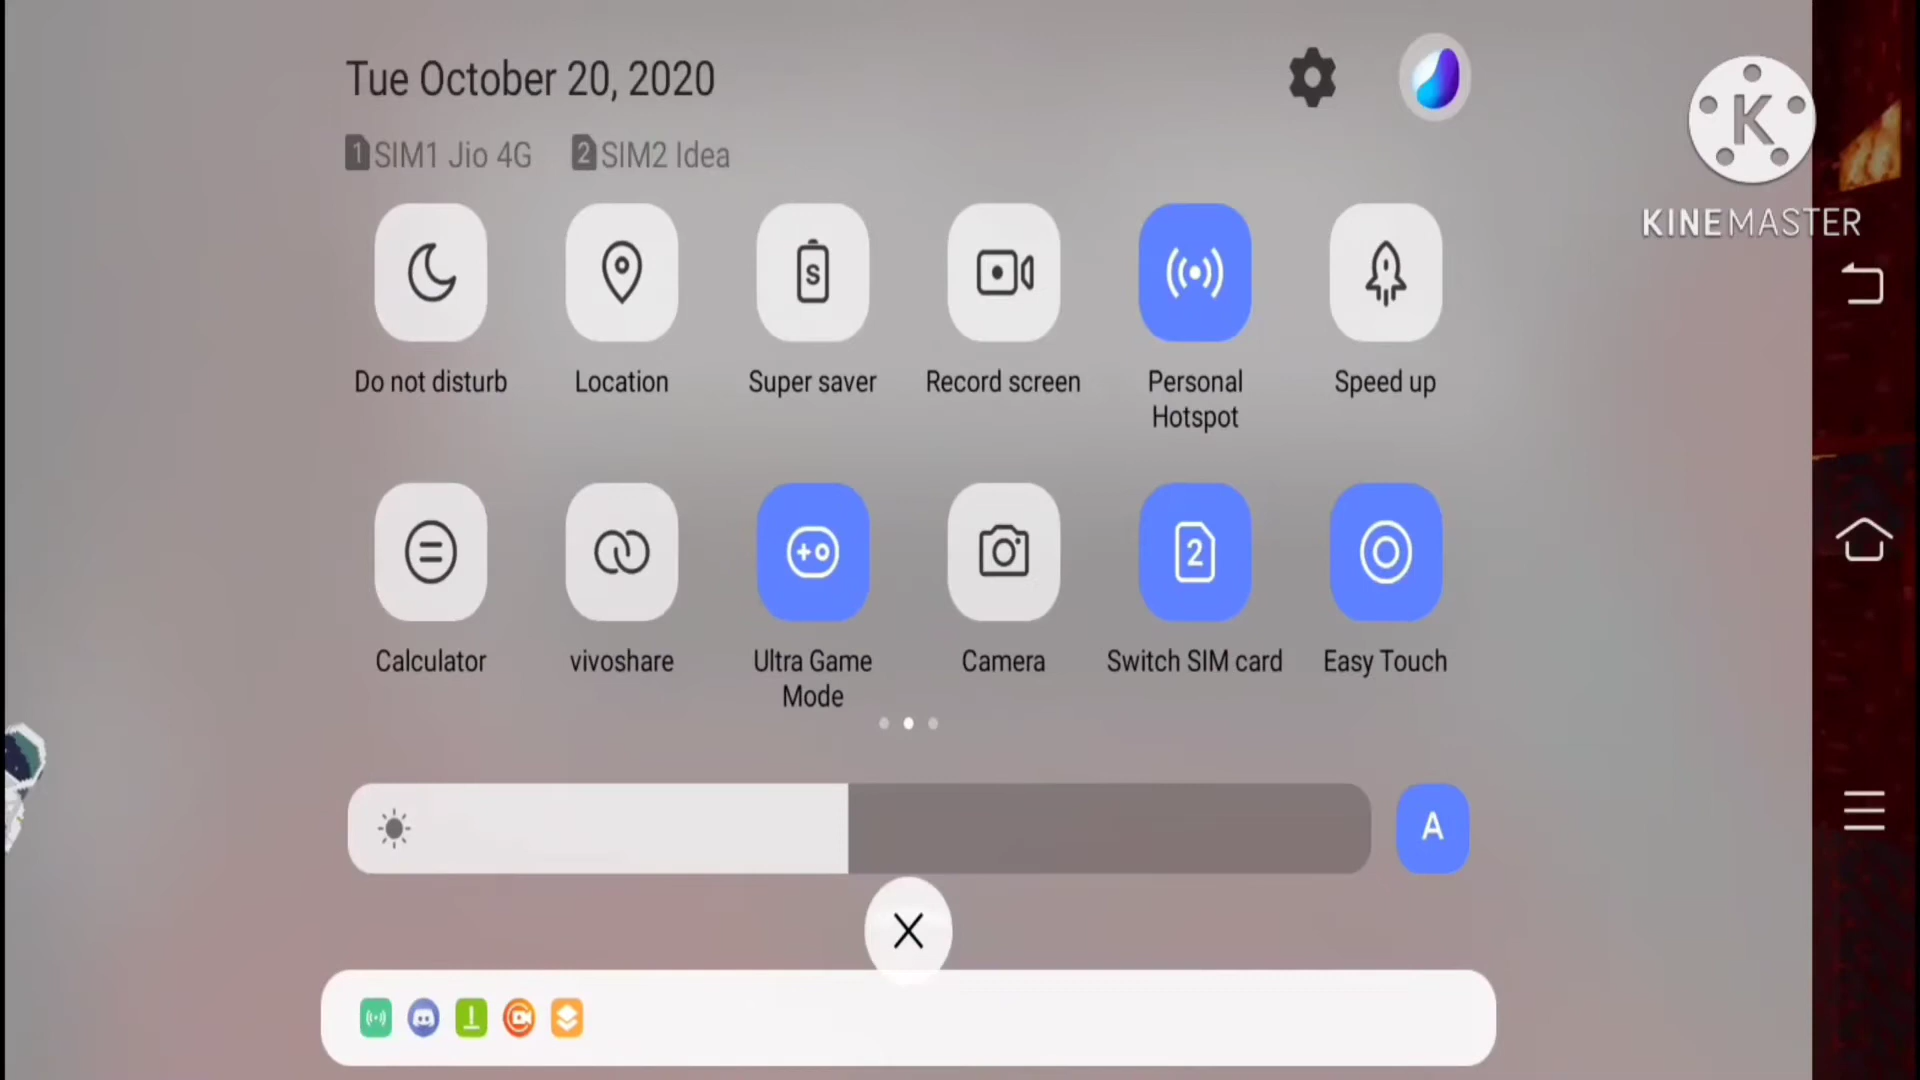 Tue October 20, 2020
1 SIM1 Jio 4G 2 SIM2 Idea
K
KINEMASTER
S
Do not disturb Location Super saver Record screen Personal Hotspot Speed up
2
Calculator vivoshare Ultra Game Mode Camera Switch SIM card Easy Touch
A